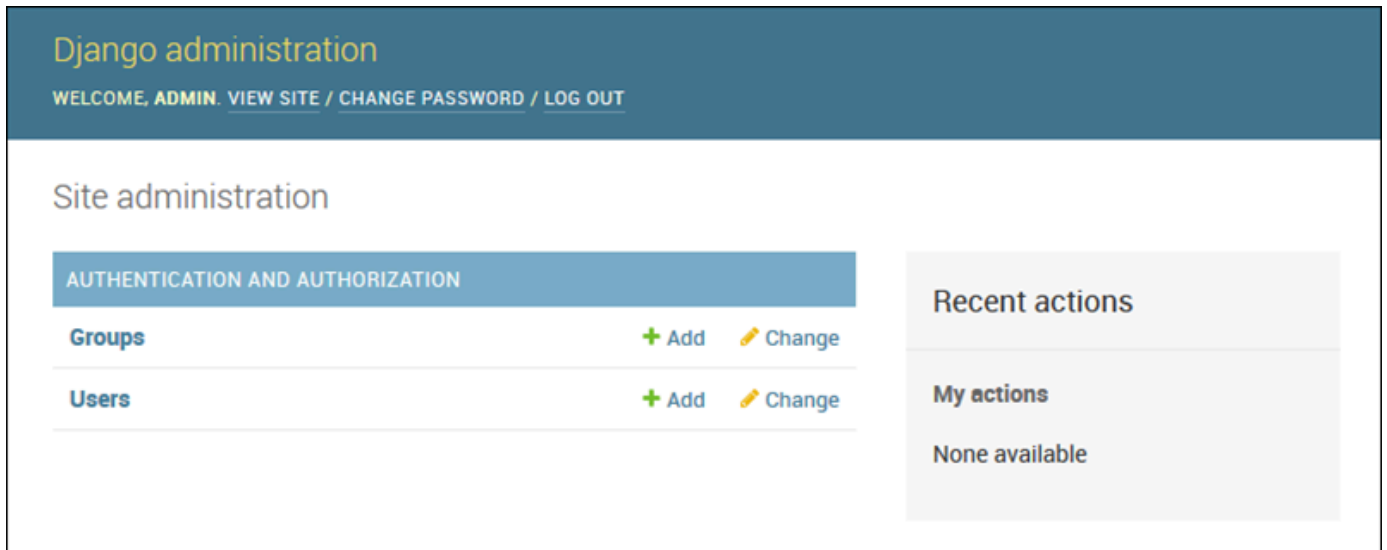 Django administration
WELCOME, ADMIN. VIEW SITE / CHANGE PASSWORD / LOG OUT
Site administration
AUTHENTICATION AND AUTHORIZATION
Groups + Add Change
Users + Add Change
Recent actions
My actions
None available